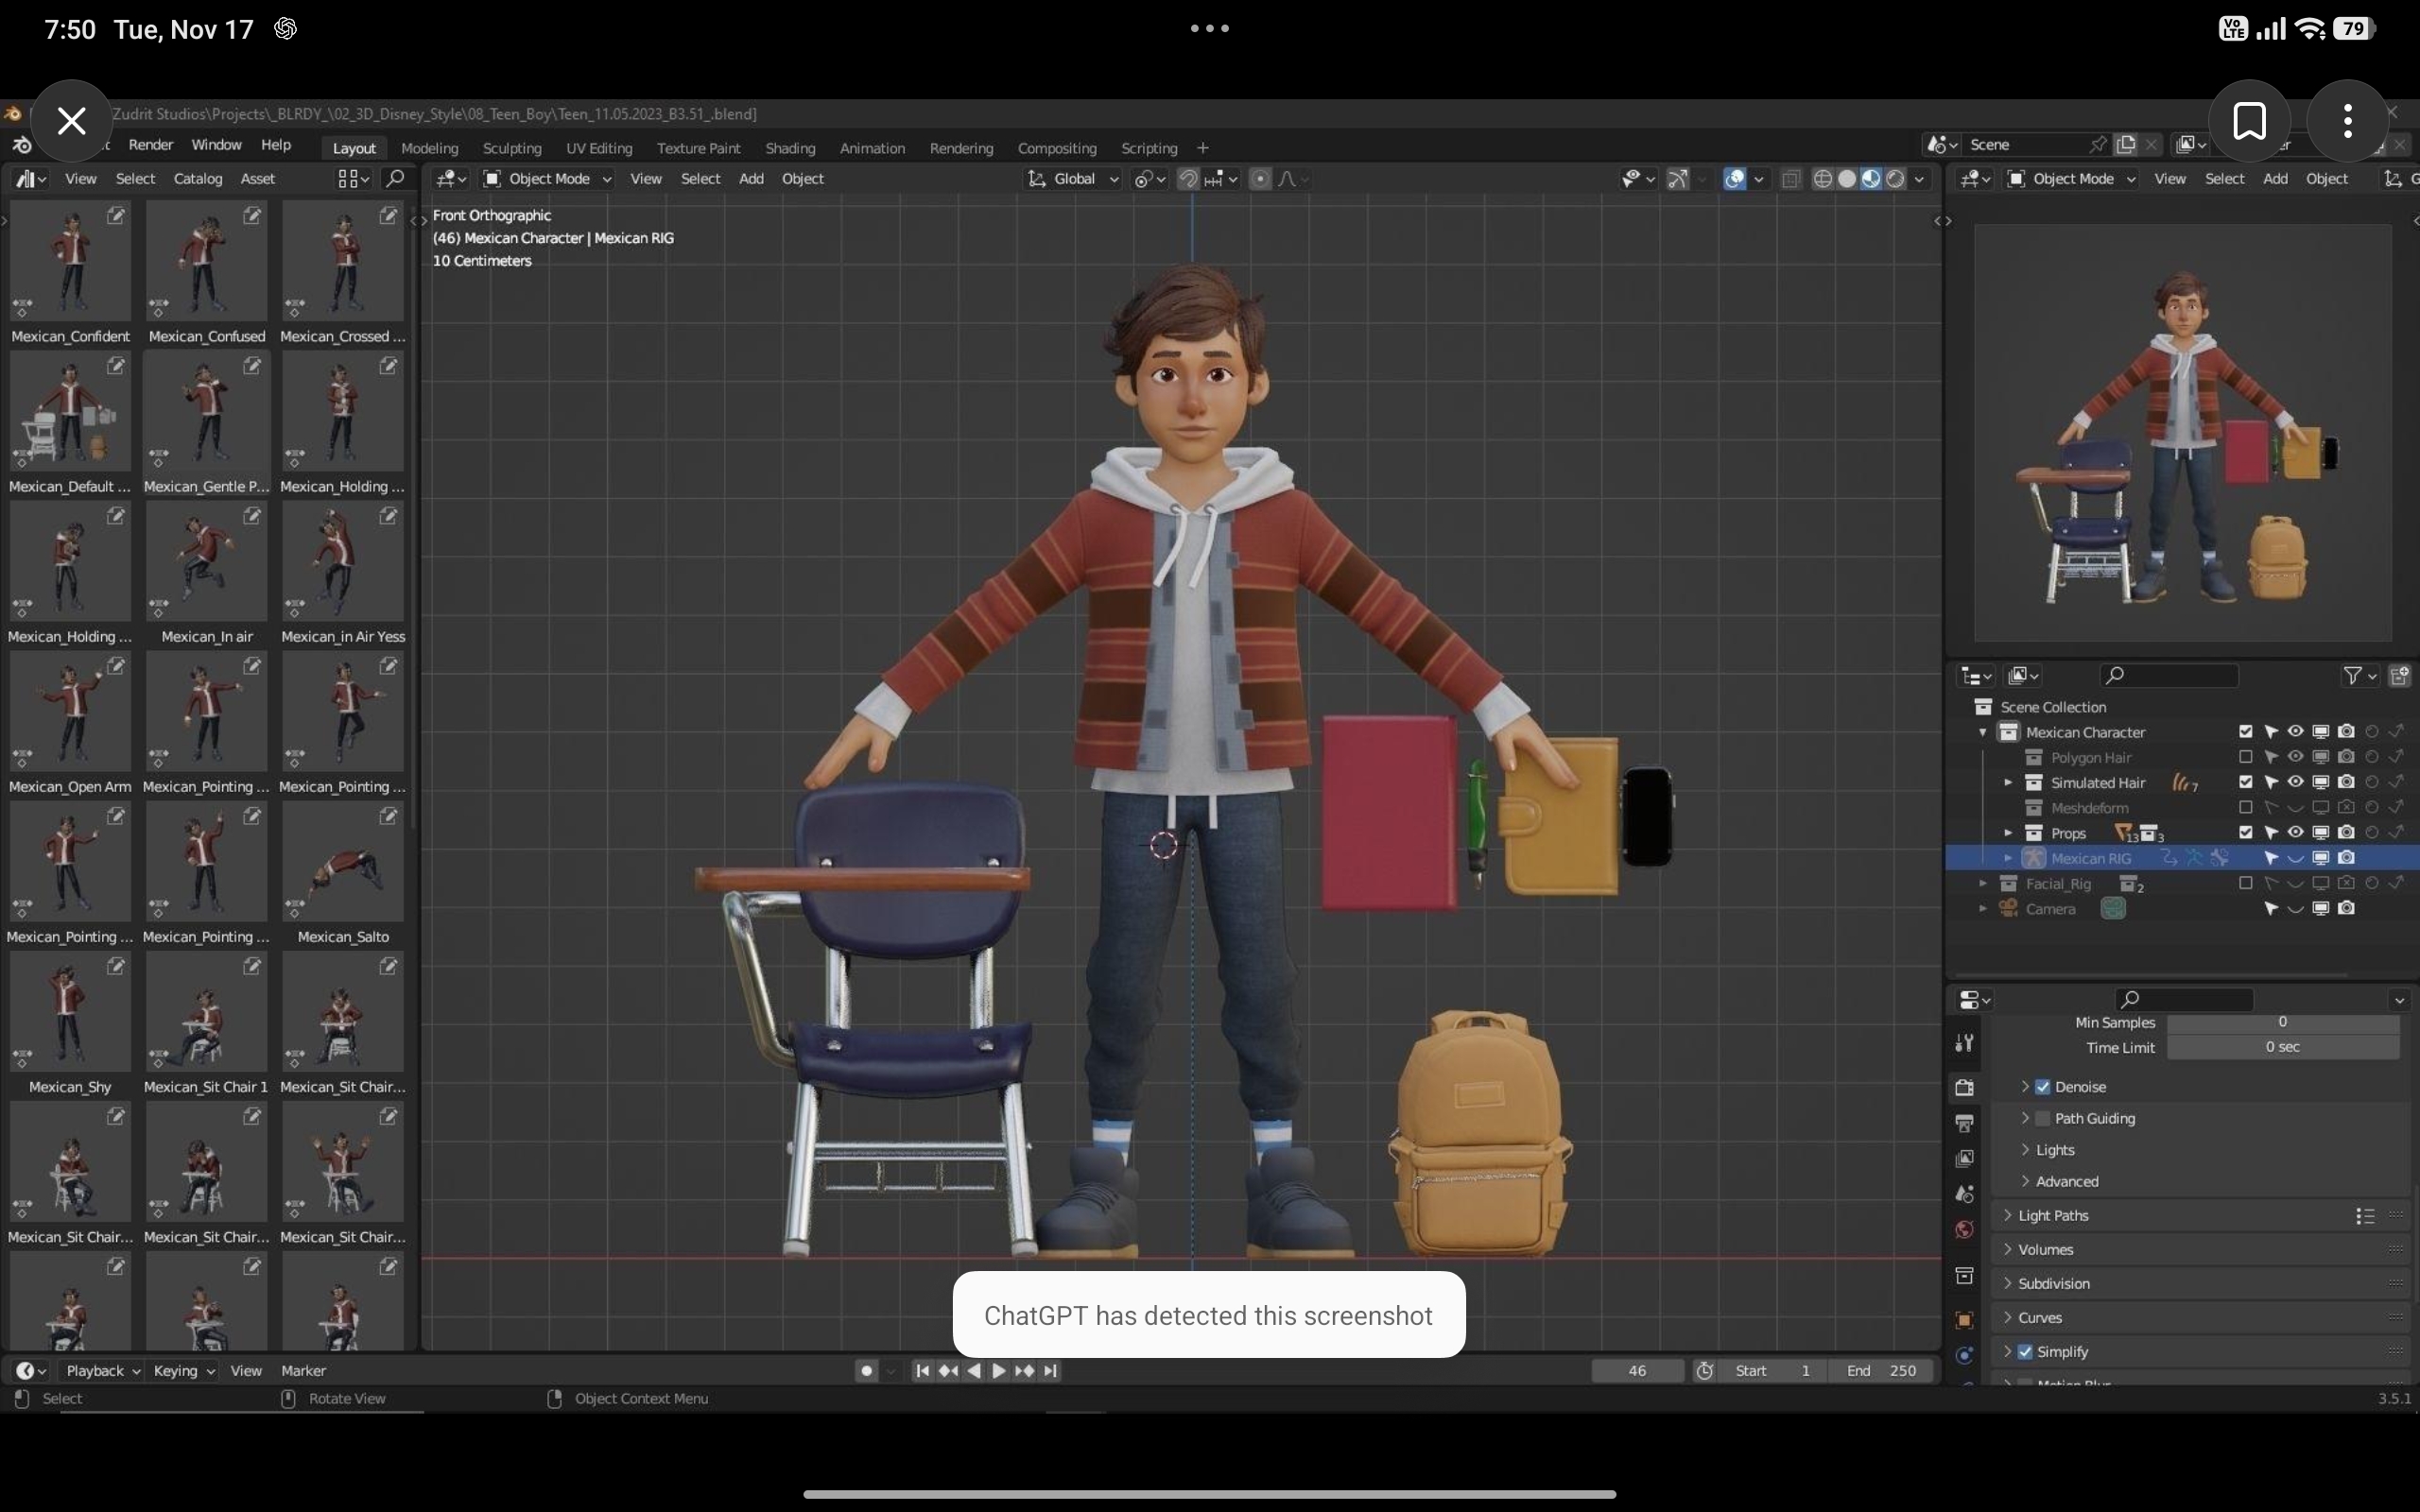 7:50 Tue, Nov 17
Vo LTE 79
Zudrit Studios\Projects\_BLRDY_\02_3D_Disney_Style\08_Teen_Boy\Teen_11.05.2023_B3.51_.blend]
Render Window Help Layout Modeling Sculpting UV Editing Texture Paint Shading Animation Rendering Compositing Scripting + Scene
View Select Catalog Asset
Object Mode View Select Add Object Global
Object Mode View Select Add Object G
Front Orthographic
(46) Mexican Character | Mexican RIG
10 Centimeters
Mexican_Confident Mexican_Confused Mexican_Crossed ...
Mexican_Default ... Mexican_Gentle P... Mexican_Holding ...
Mexican_Holding ... Mexican_In air Mexican_in Air Yess
Mexican_Open Arm Mexican_Pointing ... Mexican_Pointing ...
Mexican_Pointing ... Mexican_Pointing ... Mexican_Salto
Mexican_Shy Mexican_Sit Chair 1 Mexican_Sit Chair...
Mexican_Sit Chair... Mexican_Sit Chair... Mexican_Sit Chair...
Scene Collection
Mexican Character
Polygon Hair
Simulated Hair 7
Meshdeform
Props 13 3
Mexican RIG
Facial_Rig 2
Camera
Min Samples 0
Time Limit 0 sec
Denoise
Path Guiding
Lights
Advanced
Light Paths
Volumes
Subdivision
Curves
Simplify
ChatGPT has detected this screenshot
Playback Keying View Marker 46 Start 1 End 250
Select Rotate View Object Context Menu 3.5.1